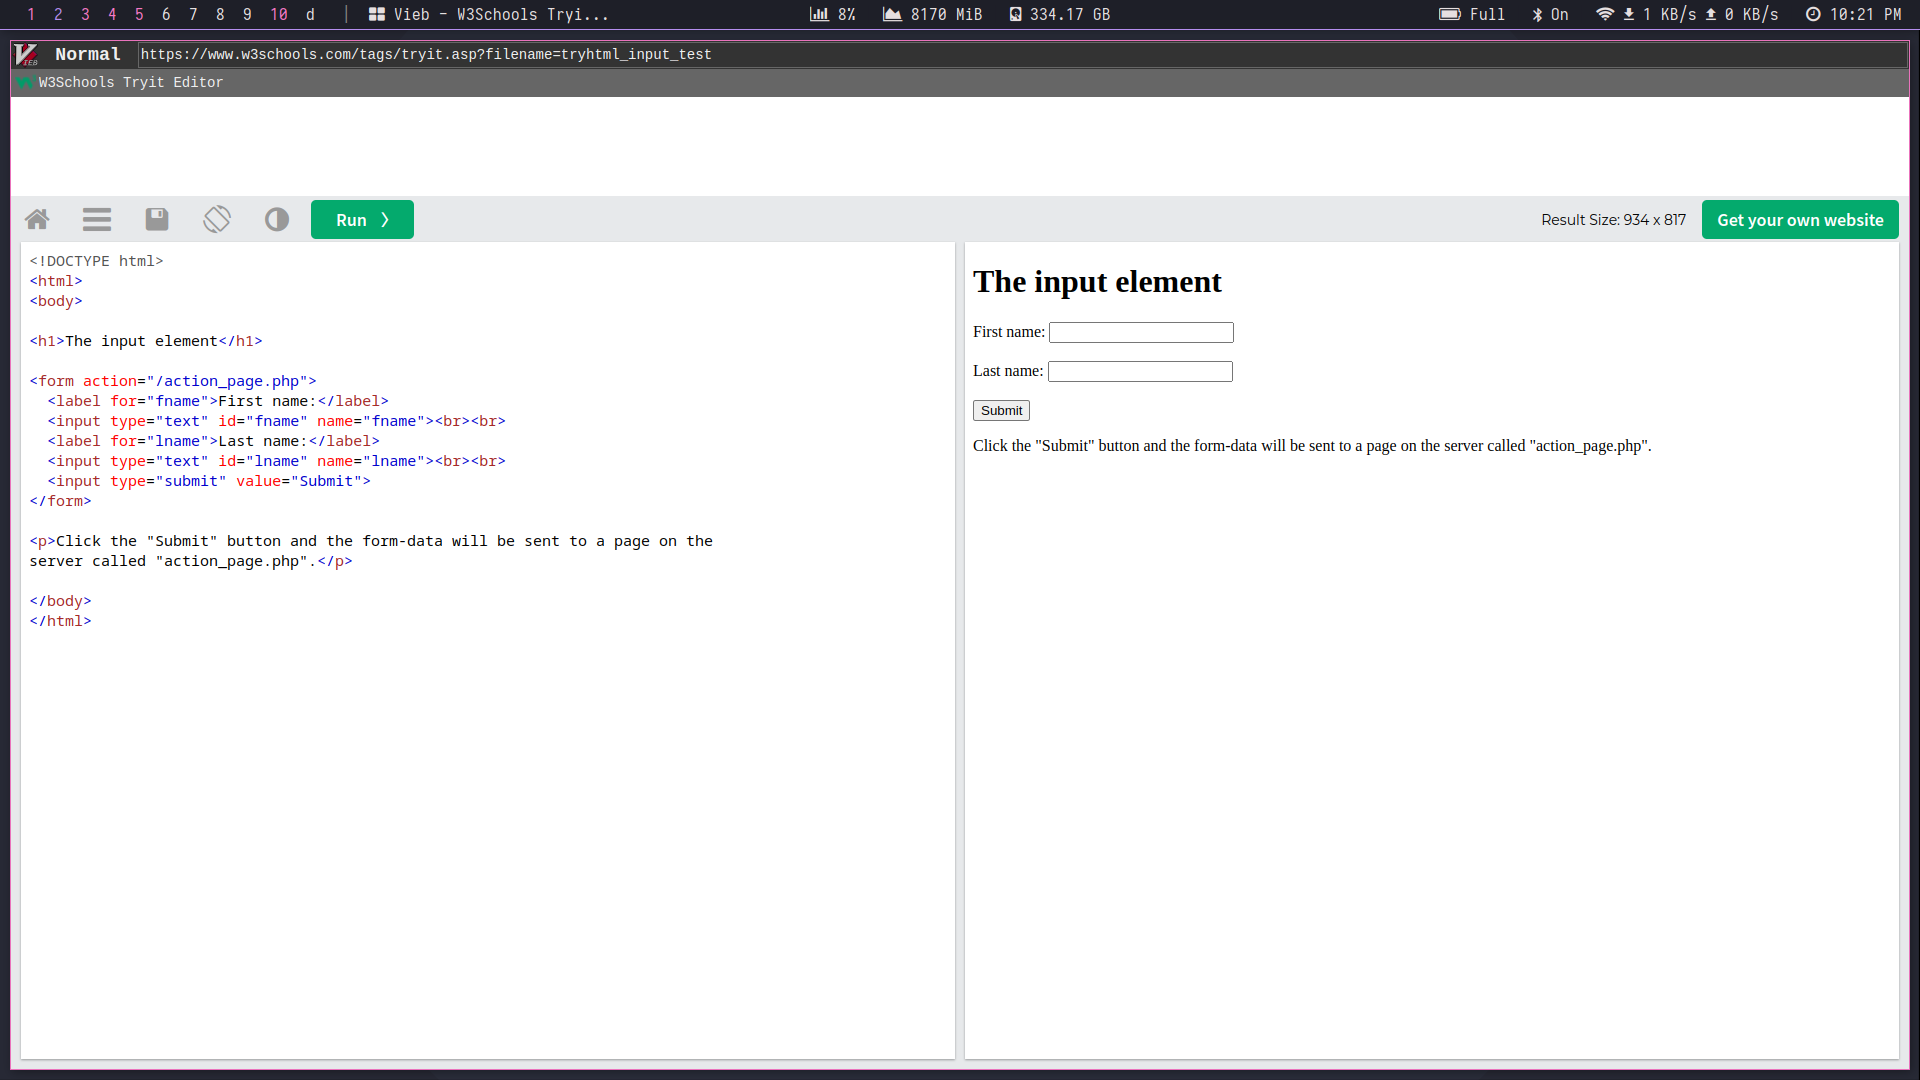 1 2 3 4 5 6 7 8 9 10 d | Vieb - W3Schools Tryi... 8% 8170 MiB 334.17 GB Full On 1 KB/s 0 KB/s 10:21 PM
VIEB Normal https://www.w3schools.com/tags/tryit.asp?filename=tryhtml_input_test
W3Schools Tryit Editor
Run ❯ Result Size: 934 x 817 Get your own website
<!DOCTYPE html>
<html>
<body>
<h1>The input element</h1>
<form action="/action_page.php">
  <label for="fname">First name:</label>
  <input type="text" id="fname" name="fname"><br><br>
  <label for="lname">Last name:</label>
  <input type="text" id="lname" name="lname"><br><br>
  <input type="submit" value="Submit">
</form>
<p>Click the "Submit" button and the form-data will be sent to a page on the
server called "action_page.php".</p>
</body>
</html>
The input element
First name:
Last name:
Submit
Click the "Submit" button and the form-data will be sent to a page on the server called "action_page.php".